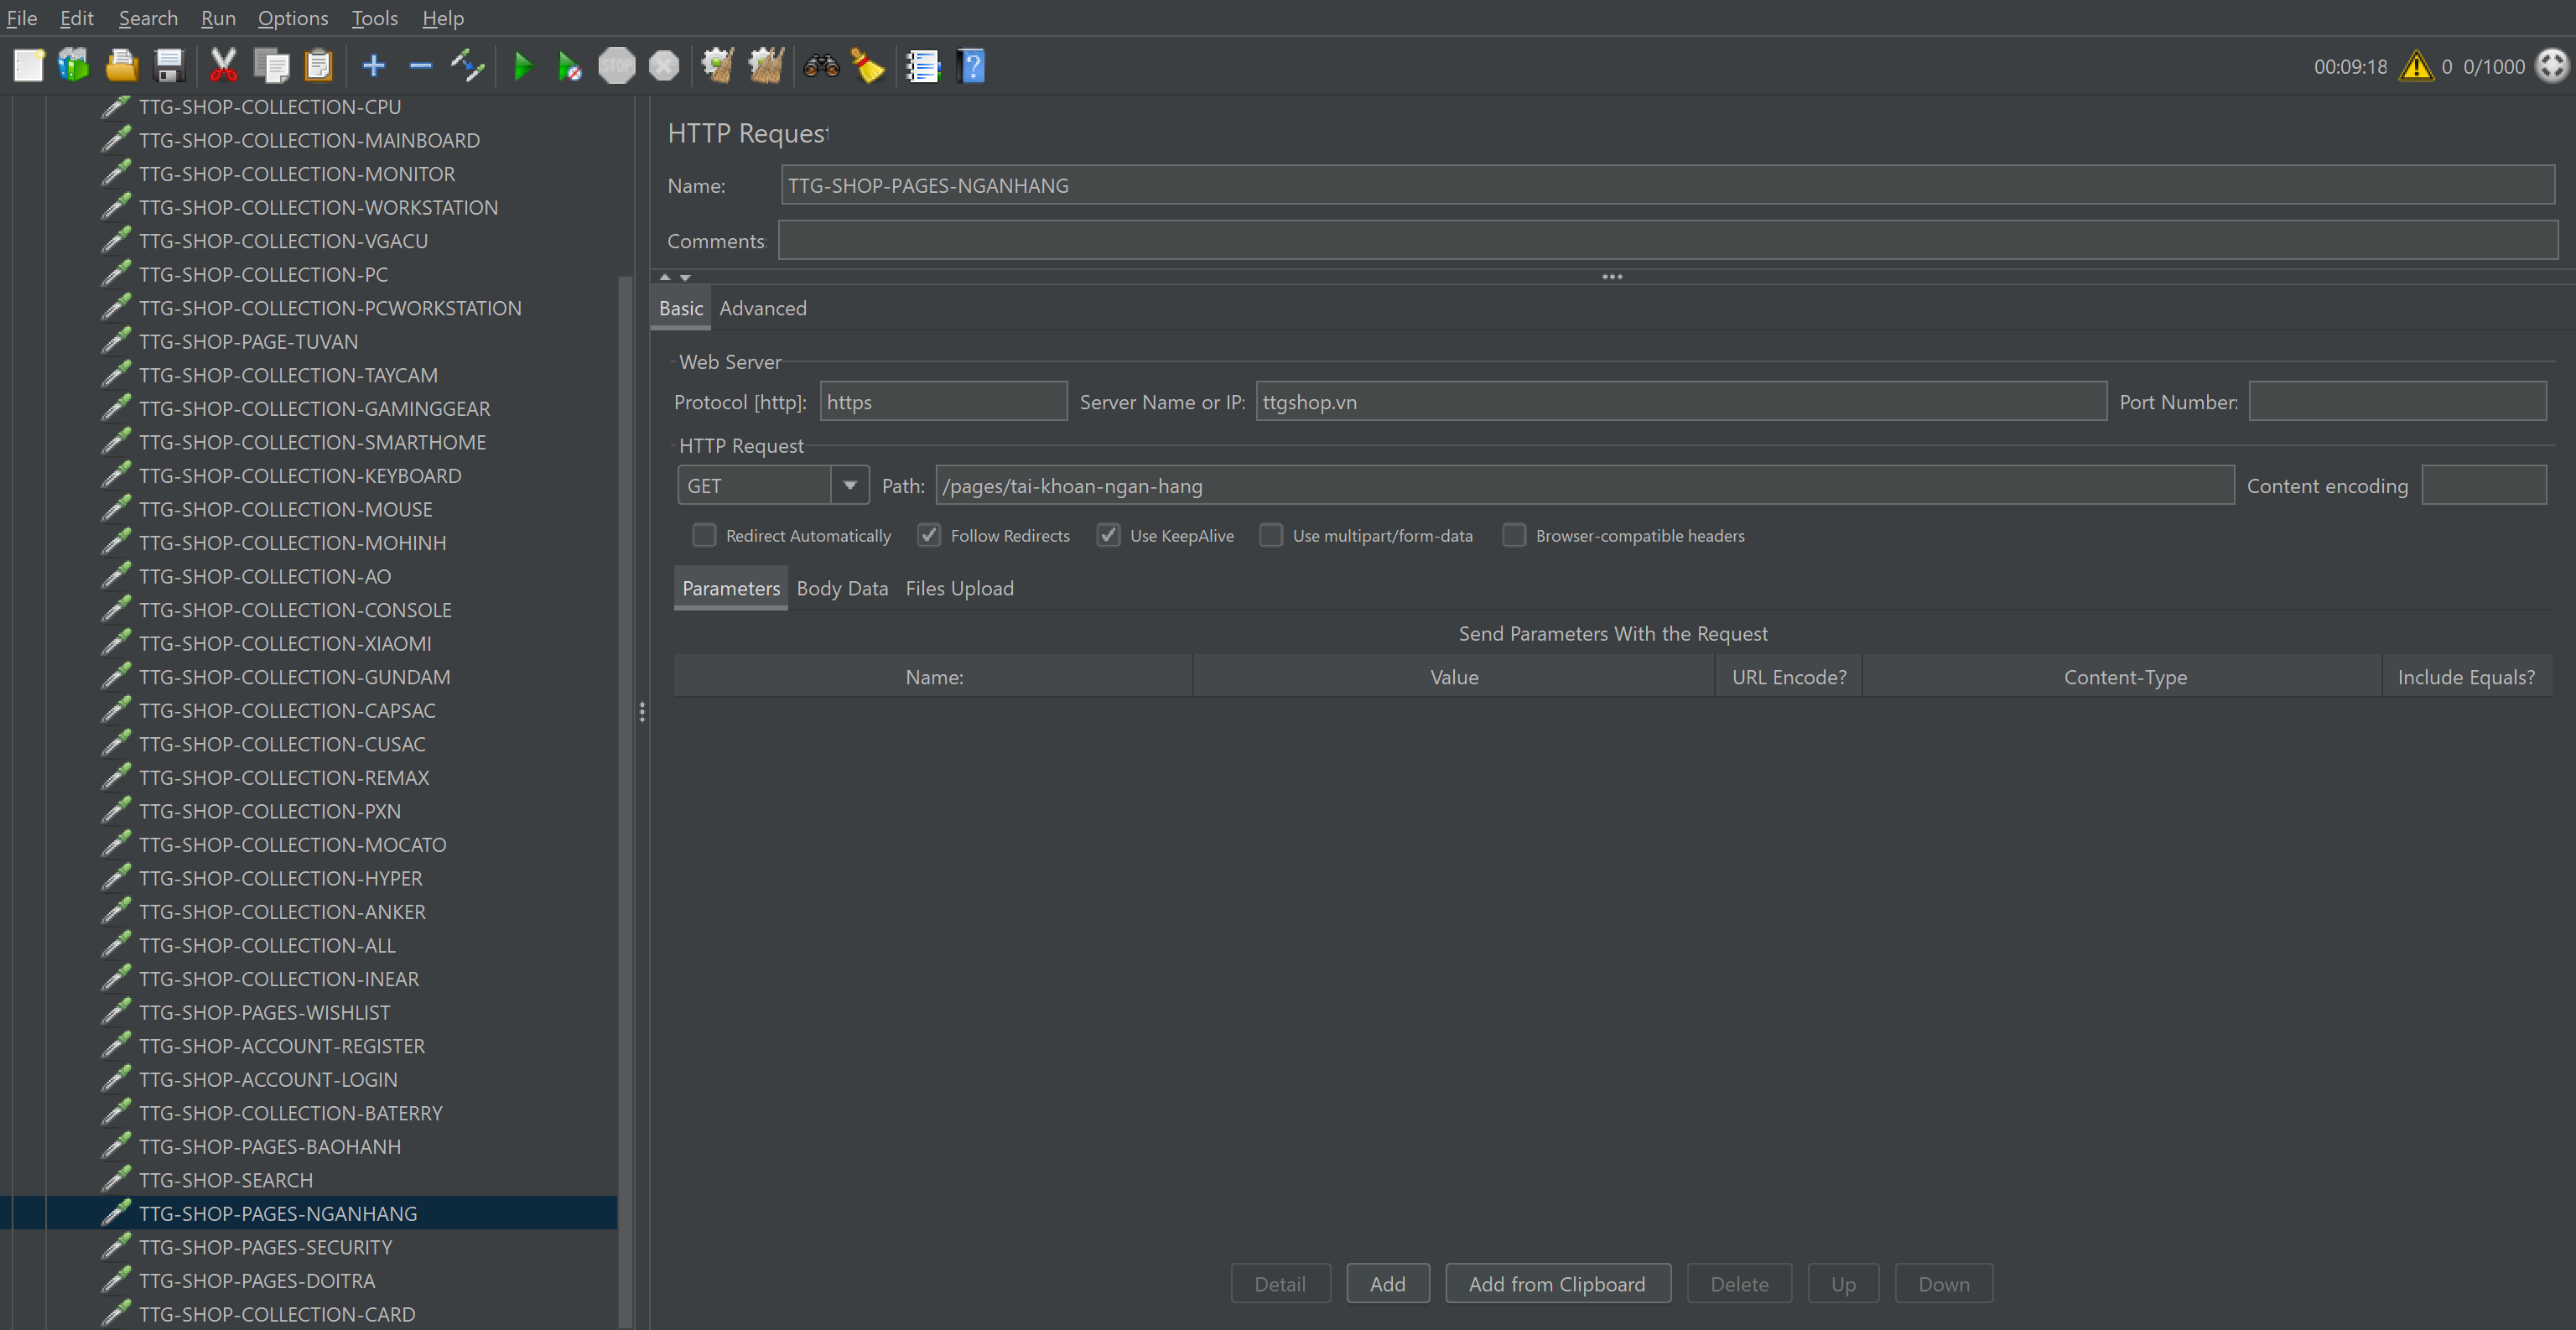 File Edit Search Run Options Tools Help
STOP
00:09:18 0 0/1000
TTG-SHOP-COLLECTION-CPU
TTG-SHOP-COLLECTION-MAINBOARD
TTG-SHOP-COLLECTION-MONITOR
TTG-SHOP-COLLECTION-WORKSTATION
TTG-SHOP-COLLECTION-VGACU
TTG-SHOP-COLLECTION-PC
TTG-SHOP-COLLECTION-PCWORKSTATION
TTG-SHOP-PAGE-TUVAN
TTG-SHOP-COLLECTION-TAYCAM
TTG-SHOP-COLLECTION-GAMINGGEAR
TTG-SHOP-COLLECTION-SMARTHOME
TTG-SHOP-COLLECTION-KEYBOARD
TTG-SHOP-COLLECTION-MOUSE
TTG-SHOP-COLLECTION-MOHINH
TTG-SHOP-COLLECTION-AO
TTG-SHOP-COLLECTION-CONSOLE
TTG-SHOP-COLLECTION-XIAOMI
TTG-SHOP-COLLECTION-GUNDAM
TTG-SHOP-COLLECTION-CAPSAC
TTG-SHOP-COLLECTION-CUSAC
TTG-SHOP-COLLECTION-REMAX
TTG-SHOP-COLLECTION-PXN
TTG-SHOP-COLLECTION-MOCATO
TTG-SHOP-COLLECTION-HYPER
TTG-SHOP-COLLECTION-ANKER
TTG-SHOP-COLLECTION-ALL
TTG-SHOP-COLLECTION-INEAR
TTG-SHOP-PAGES-WISHLIST
TTG-SHOP-ACCOUNT-REGISTER
TTG-SHOP-ACCOUNT-LOGIN
TTG-SHOP-COLLECTION-BATERRY
TTG-SHOP-PAGES-BAOHANH
TTG-SHOP-SEARCH
TTG-SHOP-PAGES-NGANHANG
TTG-SHOP-PAGES-SECURITY
TTG-SHOP-PAGES-DOITRA
TTG-SHOP-COLLECTION-CARD
HTTP Request
Name: TTG-SHOP-PAGES-NGANHANG
Comments:
Basic Advanced
Web Server
Protocol [http]: https Server Name or IP: ttgshop.vn Port Number:
HTTP Request
GET Path: /pages/tai-khoan-ngan-hang Content encoding
Redirect Automatically Follow Redirects Use KeepAlive Use multipart/form-data Browser-compatible headers
Parameters Body Data Files Upload
Send Parameters With the Request
Name: Value URL Encode? Content-Type Include Equals?
Detail Add Add from Clipboard Delete Up Down